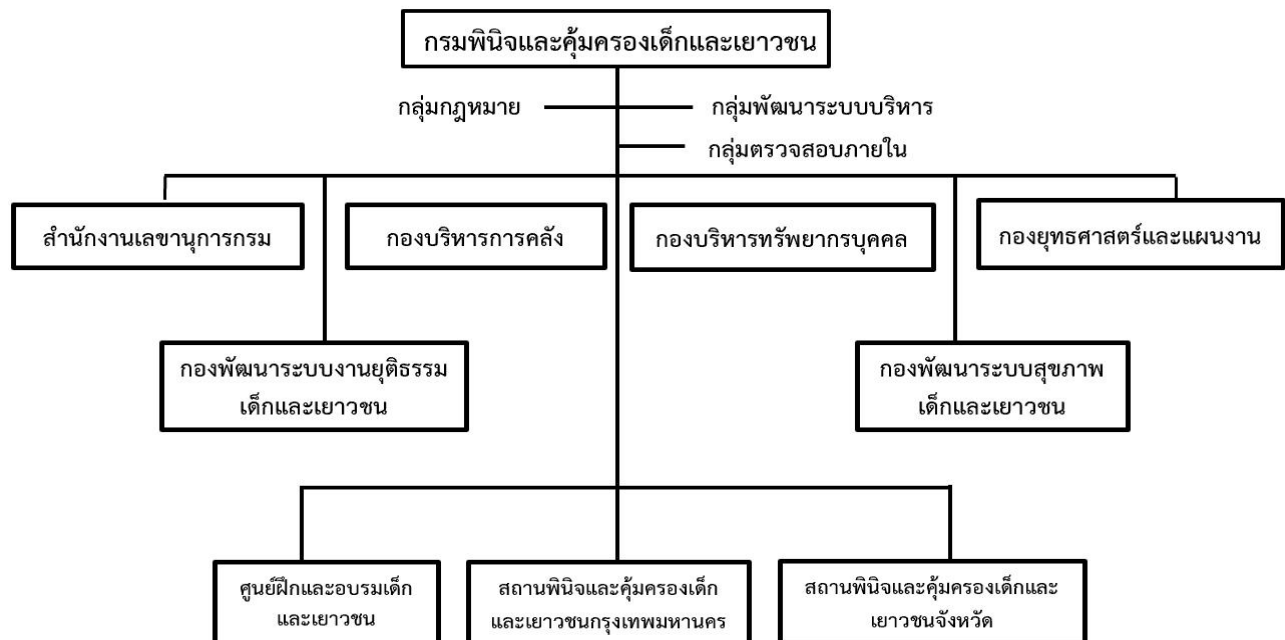 กรมพินิจและคุ้มครองเด็กและเยาวชน
กลุ่มกฎหมาย
กลุ่มพัฒนาระบบบริหาร
กลุ่มตรวจสอบภายใน
สำนักงานเลขานุการกรม
กองบริหารการคลัง
กองบริหารทรัพยากรบุคคล
กองยุทธศาสตร์และแผนงาน
กองพัฒนาระบบงานยุติธรรม
เด็กและเยาวชน
กองพัฒนาระบบสุขภาพ
เด็กและเยาวชน
ศูนย์ฝึกและอบรมเด็ก
และเยาวชน
สถานพินิจและคุ้มครองเด็ก
และเยาวชนกรุงเทพมหานคร
สถานพินิจและคุ้มครองเด็กและ
เยาวชนจังหวัด